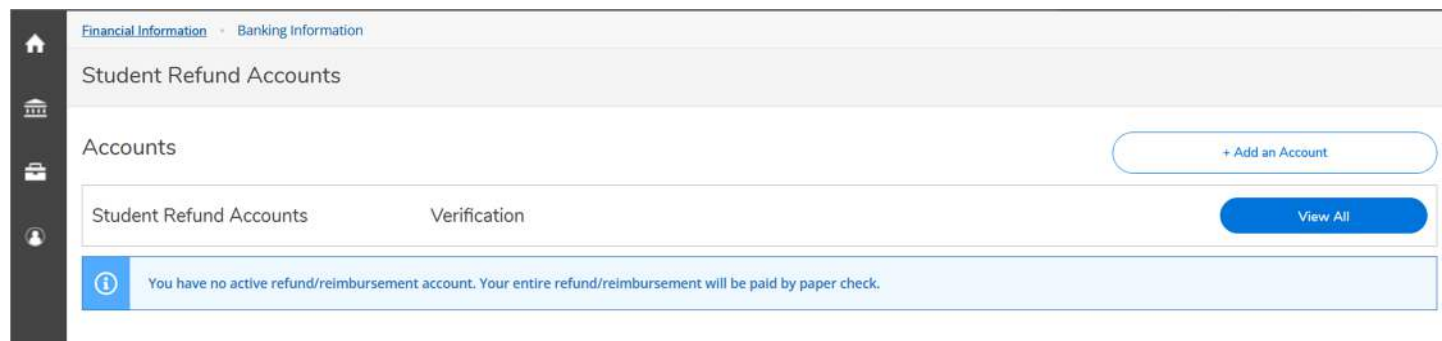 Financial Information • Banking Information
Student Refund Accounts
Accounts
+ Add an Account
Student Refund Accounts Verification View All
You have no active refund/reimbursement account. Your entire refund/reimbursement will be paid by paper check.